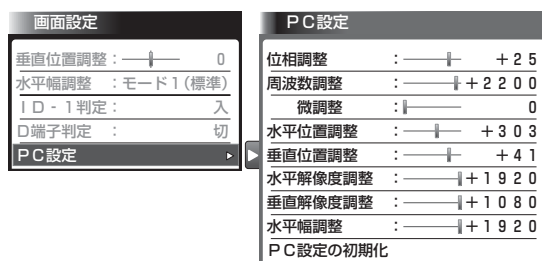 画面設定
垂直位置調整：0
水平幅調整：モード1（標準）
ID-1判定：入
D端子判定：切
PC設定
PC設定
位相調整：+25
周波数調整：+2200
微調整：0
水平位置調整：+303
垂直位置調整：+41
水平解像度調整：+1920
垂直解像度調整：+1080
水平幅調整：+1920
PC設定の初期化